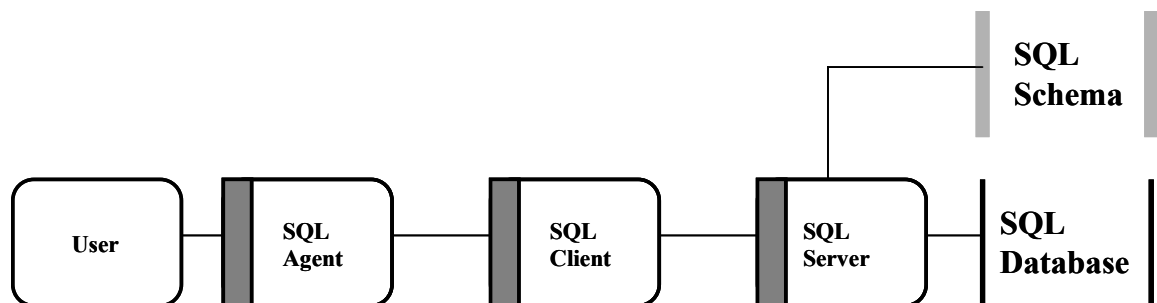 SQL
Schema
User
SQL
Agent
SQL
Client
SQL
Server
SQL
Database